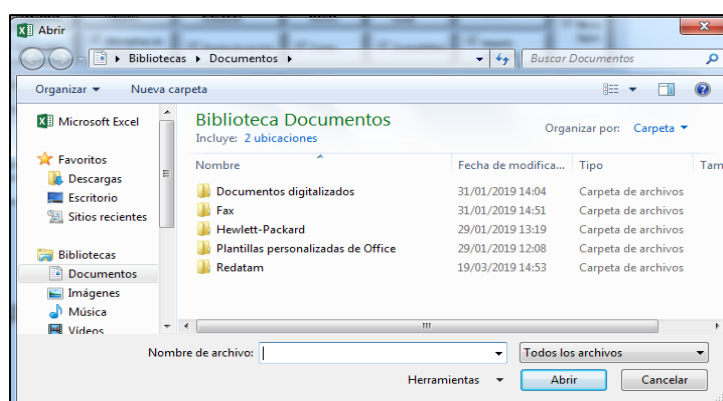 Abrir
Bibliotecas ▸ Documentos ▸
Buscar Documentos
Organizar ▾ Nueva carpeta
Microsoft Excel
Favoritos
Descargas
Escritorio
Sitios recientes
Bibliotecas
Documentos
Imágenes
Música
Vídeos
Biblioteca Documentos
Incluye: 2 ubicaciones
Organizar por: Carpeta ▾
Nombre Fecha de modifica... Tipo Tam
Documentos digitalizados 31/01/2019 14:04 Carpeta de archivos
Fax 31/01/2019 14:51 Carpeta de archivos
Hewlett-Packard 29/01/2019 13:19 Carpeta de archivos
Plantillas personalizadas de Office 29/01/2019 12:08 Carpeta de archivos
Redatam 19/03/2019 14:53 Carpeta de archivos
Nombre de archivo:
Todos los archivos
Herramientas ▾ Abrir Cancelar